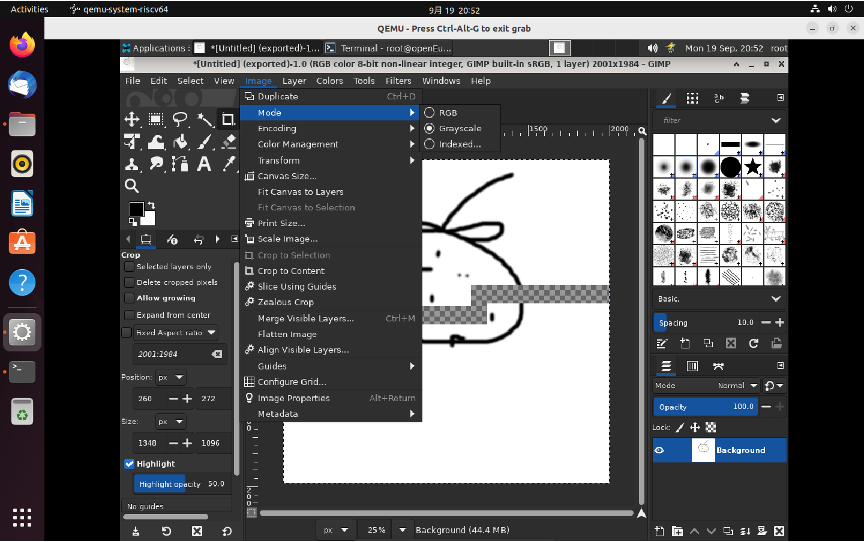 Activities
qemu-system-riscv64
9月 19 20:52
QEMU - Press Ctrl-Alt-G to exit grab
Applications :
*[Untitled] (exported)-1...
Terminal - root@openEu...
Mon 19 Sep, 20:52
root
*[Untitled] (exported)-1.0 (RGB color 8-bit non-linear integer, GIMP built-in sRGB, 1 layer) 2001x1984 – GIMP
File Edit Select View Image Layer Colors Tools Filters Windows Help
Duplicate Ctrl+D
Mode
Encoding
Color Management
Transform
Canvas Size...
Fit Canvas to Layers
Fit Canvas to Selection
Print Size...
Scale Image...
Crop to Selection
Crop to Content
Slice Using Guides
Zealous Crop
Merge Visible Layers... Ctrl+M
Flatten Image
Align Visible Layers...
Guides
Configure Grid...
Image Properties Alt+Return
Metadata
RGB
Grayscale
Indexed...
1500
2000
Crop
Selected layers only
Delete cropped pixels
Allow growing
Expand from center
Fixed Aspect ratio
2001:1984
Position: px
260 272
Size: px
1348 1096
Highlight
Highlight opacity 50.0
No guides
px
25 %
Background (44.4 MB)
filter
Basic.
Spacing 10.0
Mode Normal
Opacity 100.0
Lock:
Background